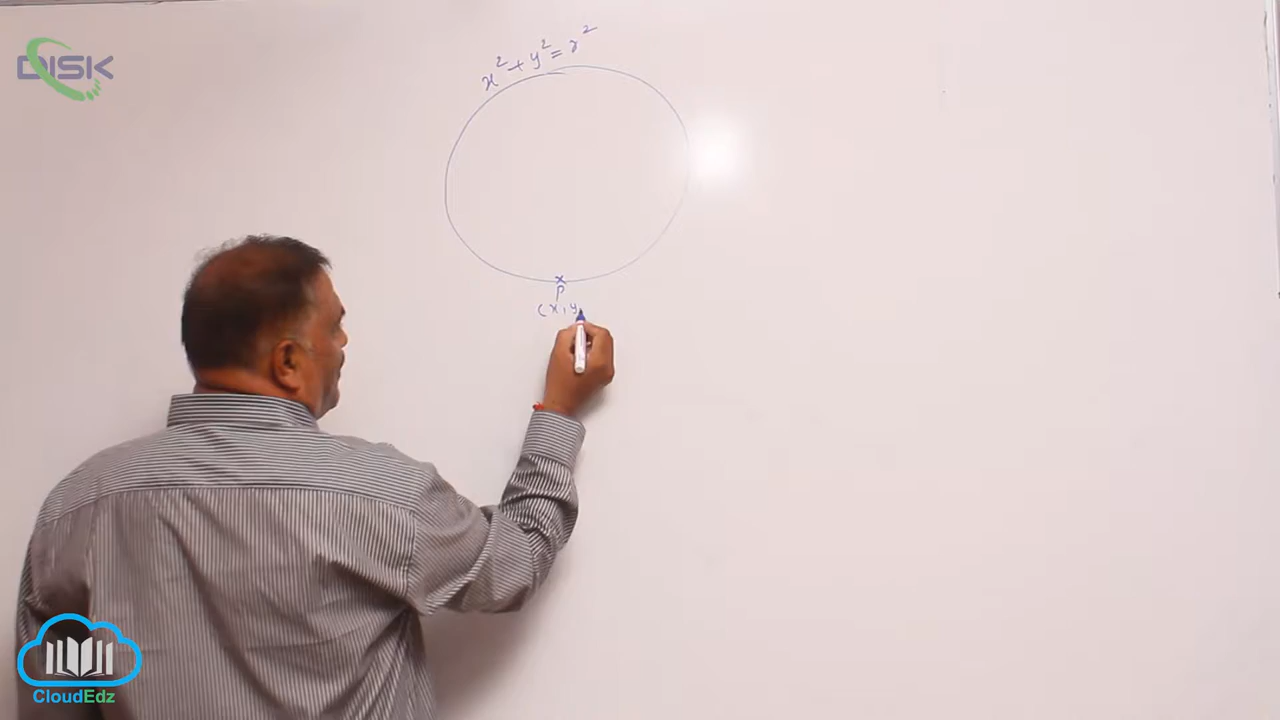 DISK
x² + y² = r²
x
P
(x, y
CloudEdz